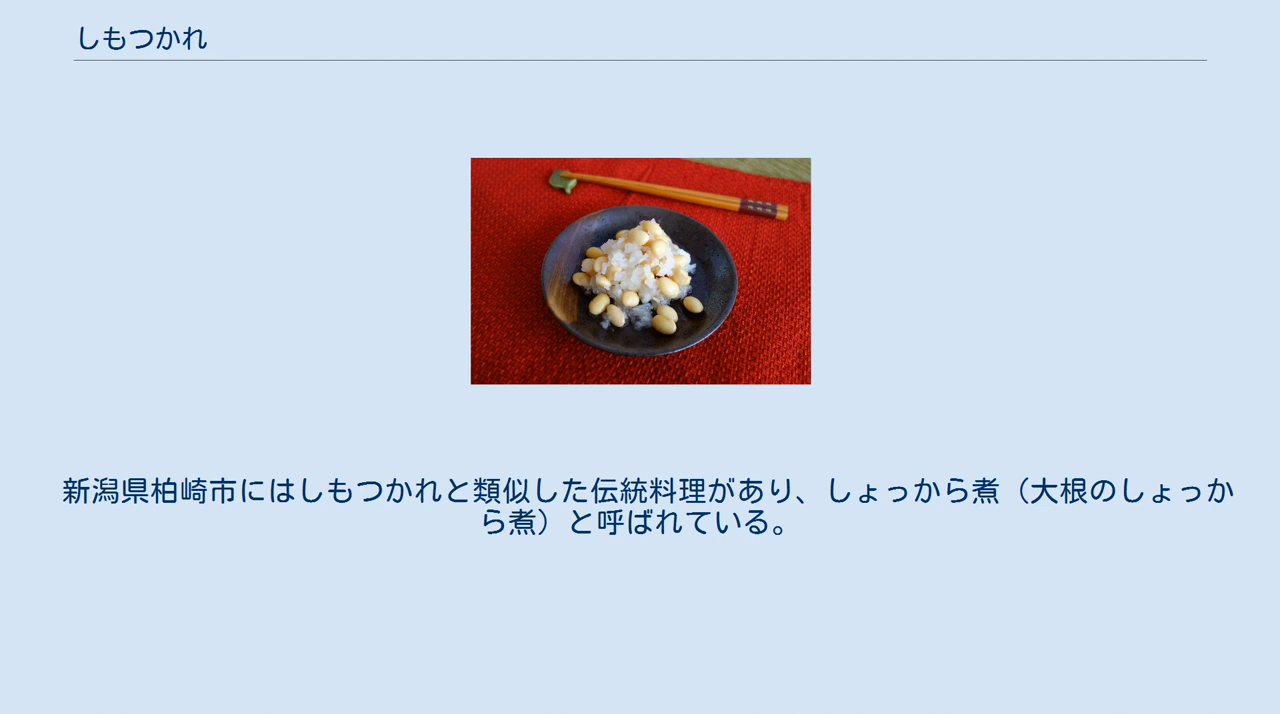 しもつかれ
新潟県柏崎市にはしもつかれと類似した伝統料理があり、しょっから煮（大根のしょっか
ら煮）と呼ばれている。